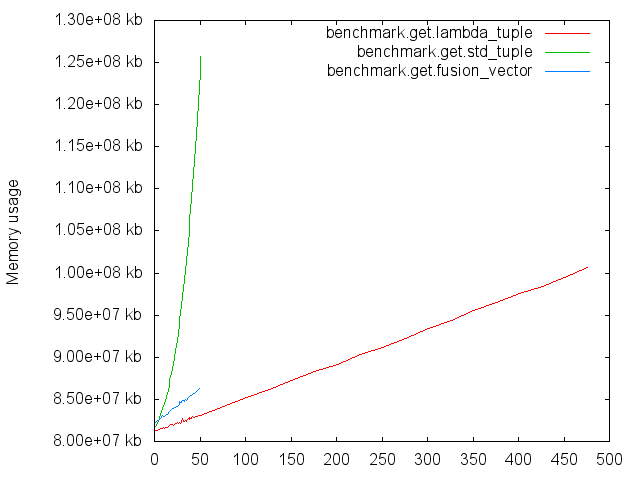 1.30e+08 kb
1.25e+08 kb
1.20e+08 kb
1.15e+08 kb
1.10e+08 kb
1.05e+08 kb
1.00e+08 kb
9.50e+07 kb
9.00e+07 kb
8.50e+07 kb
8.00e+07 kb
Memory usage
benchmark.get.lambda_tuple
benchmark.get.std_tuple
benchmark.get.fusion_vector
0 50 100 150 200 250 300 350 400 450 500